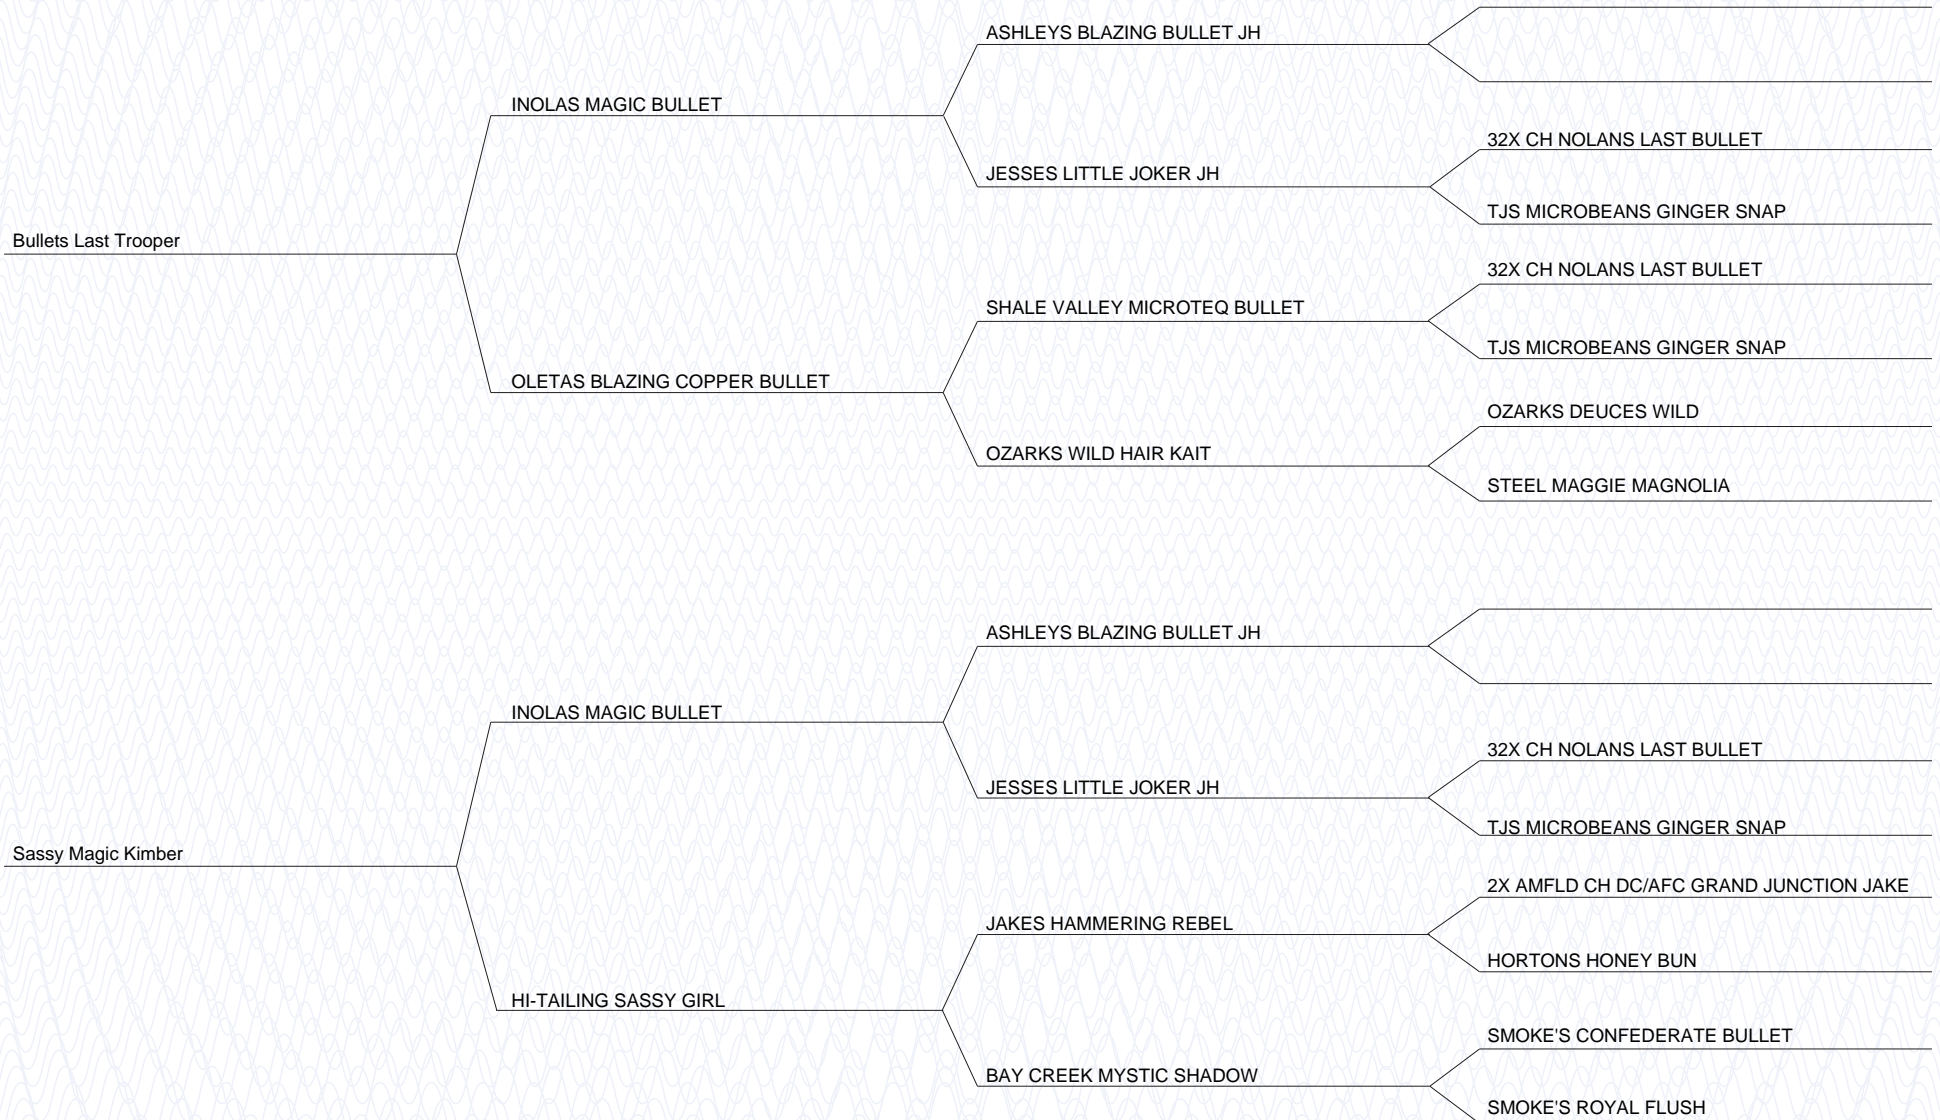 ASHLEYS BLAZING BULLET JH
INOLAS MAGIC BULLET
32X CH NOLANS LAST BULLET
JESSES LITTLE JOKER JH
TJS MICROBEANS GINGER SNAP
Bullets Last Trooper
32X CH NOLANS LAST BULLET
SHALE VALLEY MICROTEQ BULLET
TJS MICROBEANS GINGER SNAP
OLETAS BLAZING COPPER BULLET
OZARKS DEUCES WILD
OZARKS WILD HAIR KAIT
STEEL MAGGIE MAGNOLIA
ASHLEYS BLAZING BULLET JH
INOLAS MAGIC BULLET
32X CH NOLANS LAST BULLET
JESSES LITTLE JOKER JH
TJS MICROBEANS GINGER SNAP
Sassy Magic Kimber
2X AMFLD CH DC/AFC GRAND JUNCTION JAKE
JAKES HAMMERING REBEL
HORTONS HONEY BUN
HI-TAILING SASSY GIRL
SMOKE'S CONFEDERATE BULLET
BAY CREEK MYSTIC SHADOW
SMOKE'S ROYAL FLUSH